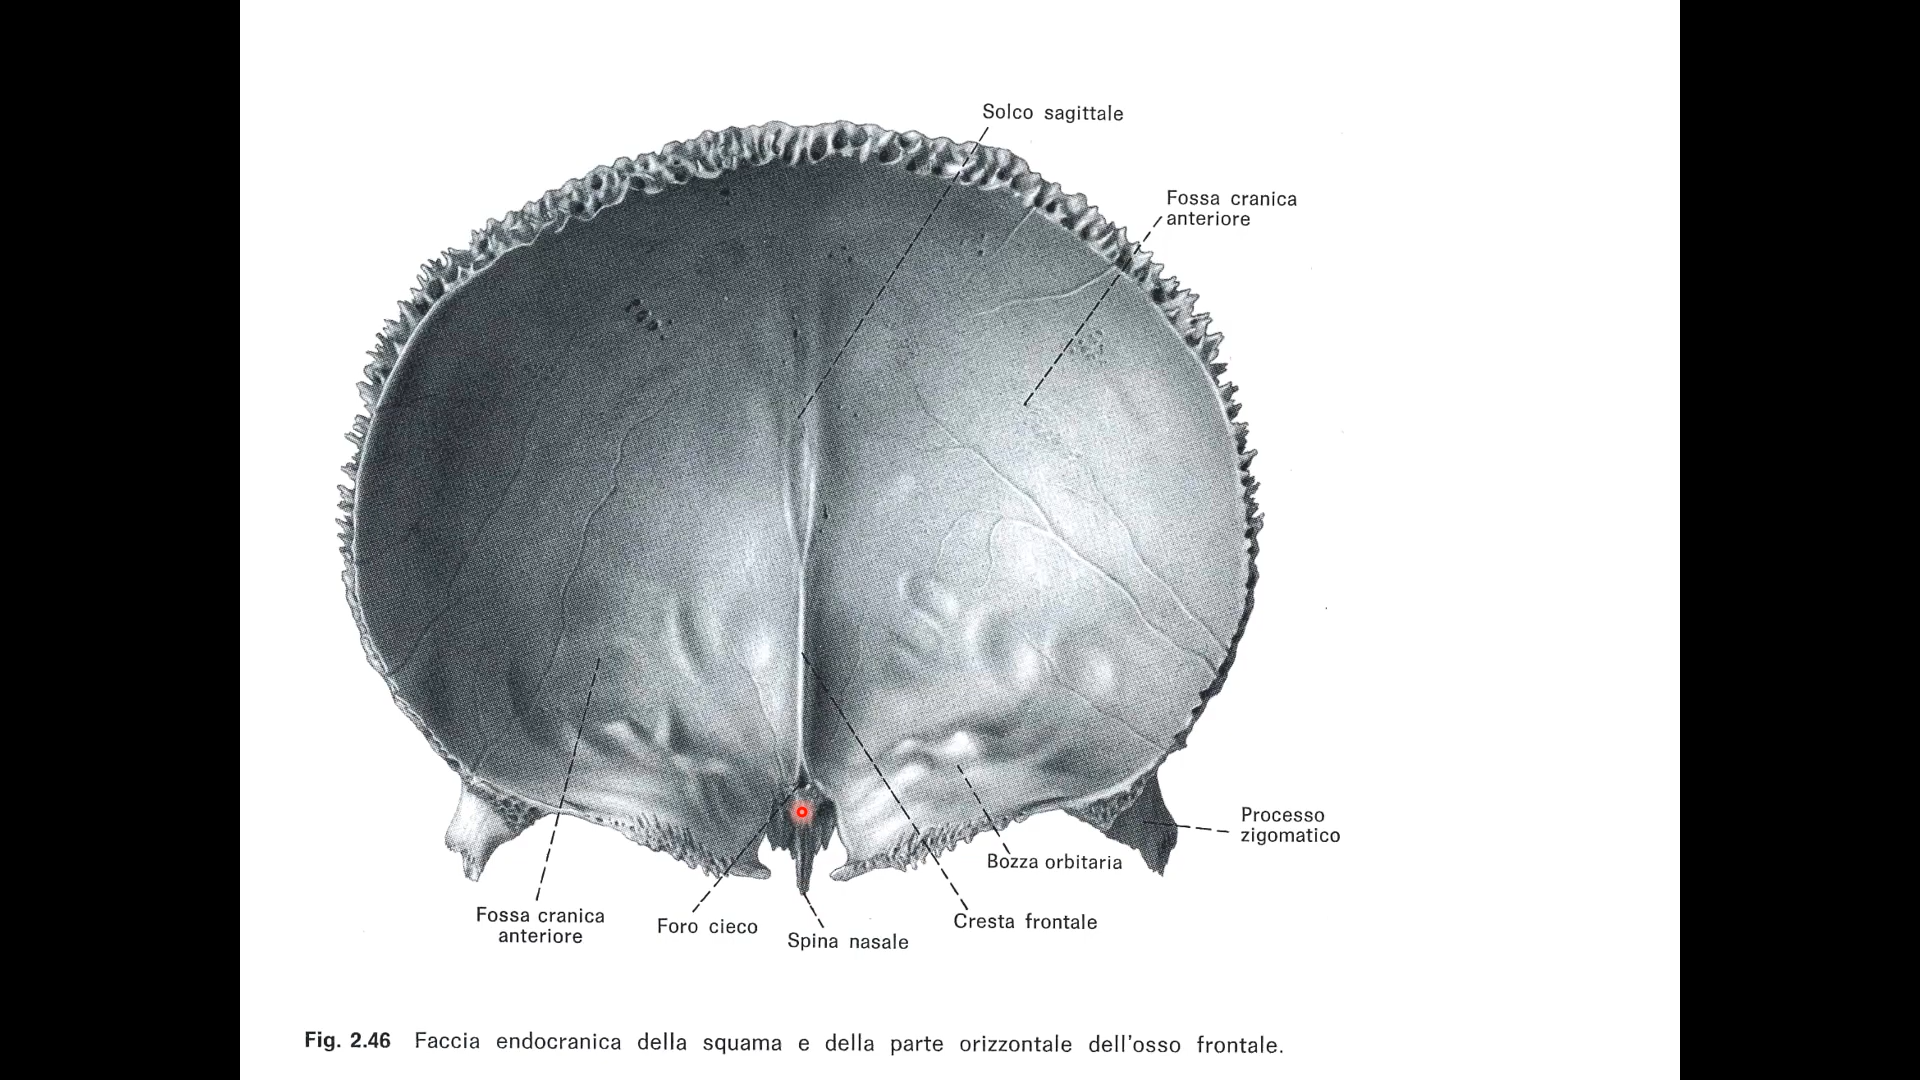 Solco sagittale
Fossa cranica
anteriore
Processo
zigomatico
Bozza orbitaria
Fossa cranica
anteriore
Foro cieco
Spina nasale
Cresta frontale
Fig. 2.46 Faccia endocranica della squama e della parte orizzontale dell'osso frontale.